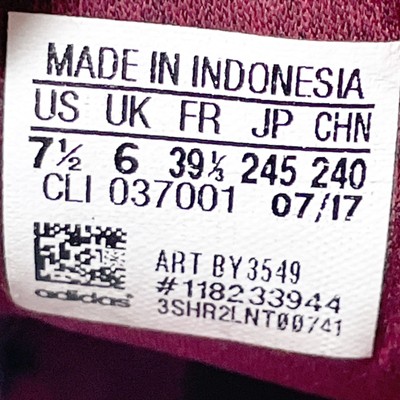 MADE IN INDONESIA
US UK FR JP CHN
7½ 6 39⅓ 245 240
CLI 037001 07/17
ART BY3549
#118233944
3SHR2LNT00741
adidas